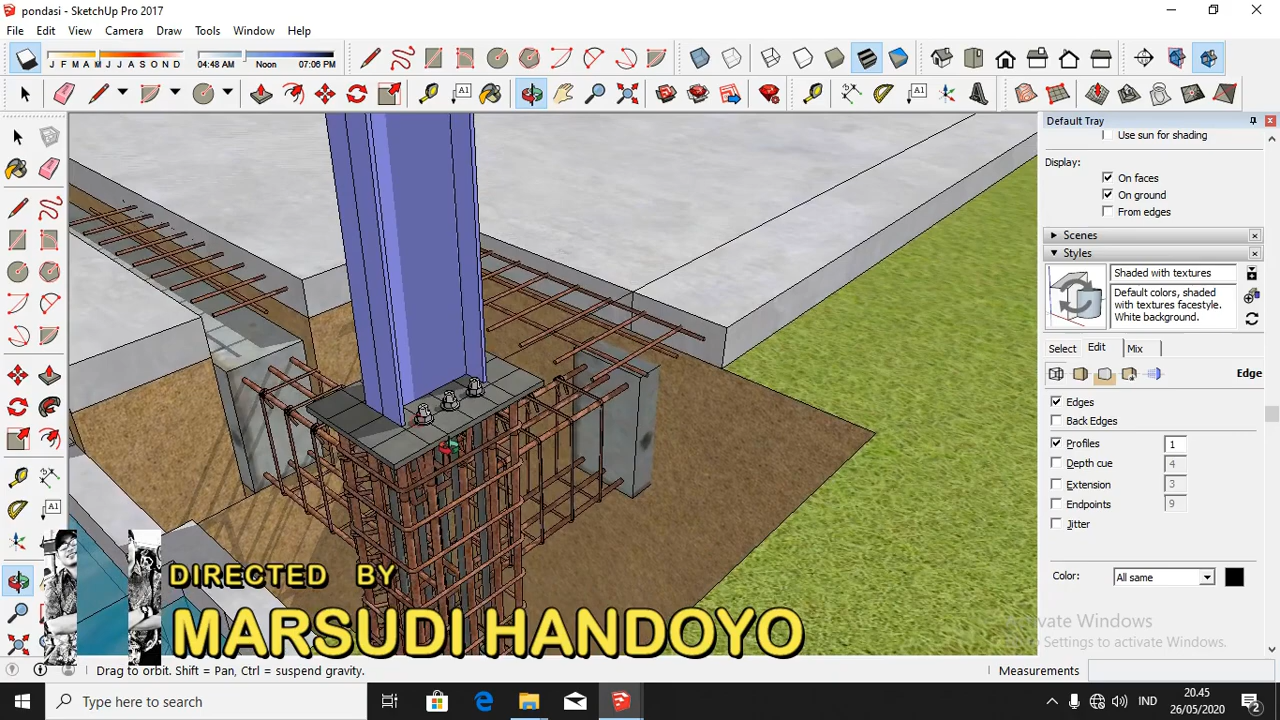 pondasi - SketchUp Pro 2017
File Edit View Camera Draw Tools Window Help
J F M A M J J A S O N D 04:48 AM Noon 07:06 PM
A1
Default Tray
Use sun for shading
Display:
On faces
On ground
From edges
Scenes
Styles
Shaded with textures
Default colors, shaded
with textures facestyle.
White background.
Select Edit Mix
Edge
Edges
Back Edges
Profiles 1
Depth cue 4
Extension 3
Endpoints 9
Jitter
Color: All same
A1
DIRECTED BY
MARSUDI HANDOYO
Activate Windows
Settings to activate Windows.
Drag to orbit. Shift = Pan, Ctrl = suspend gravity.
Measurements
Type here to search
IND
20.45
26/05/2020
2